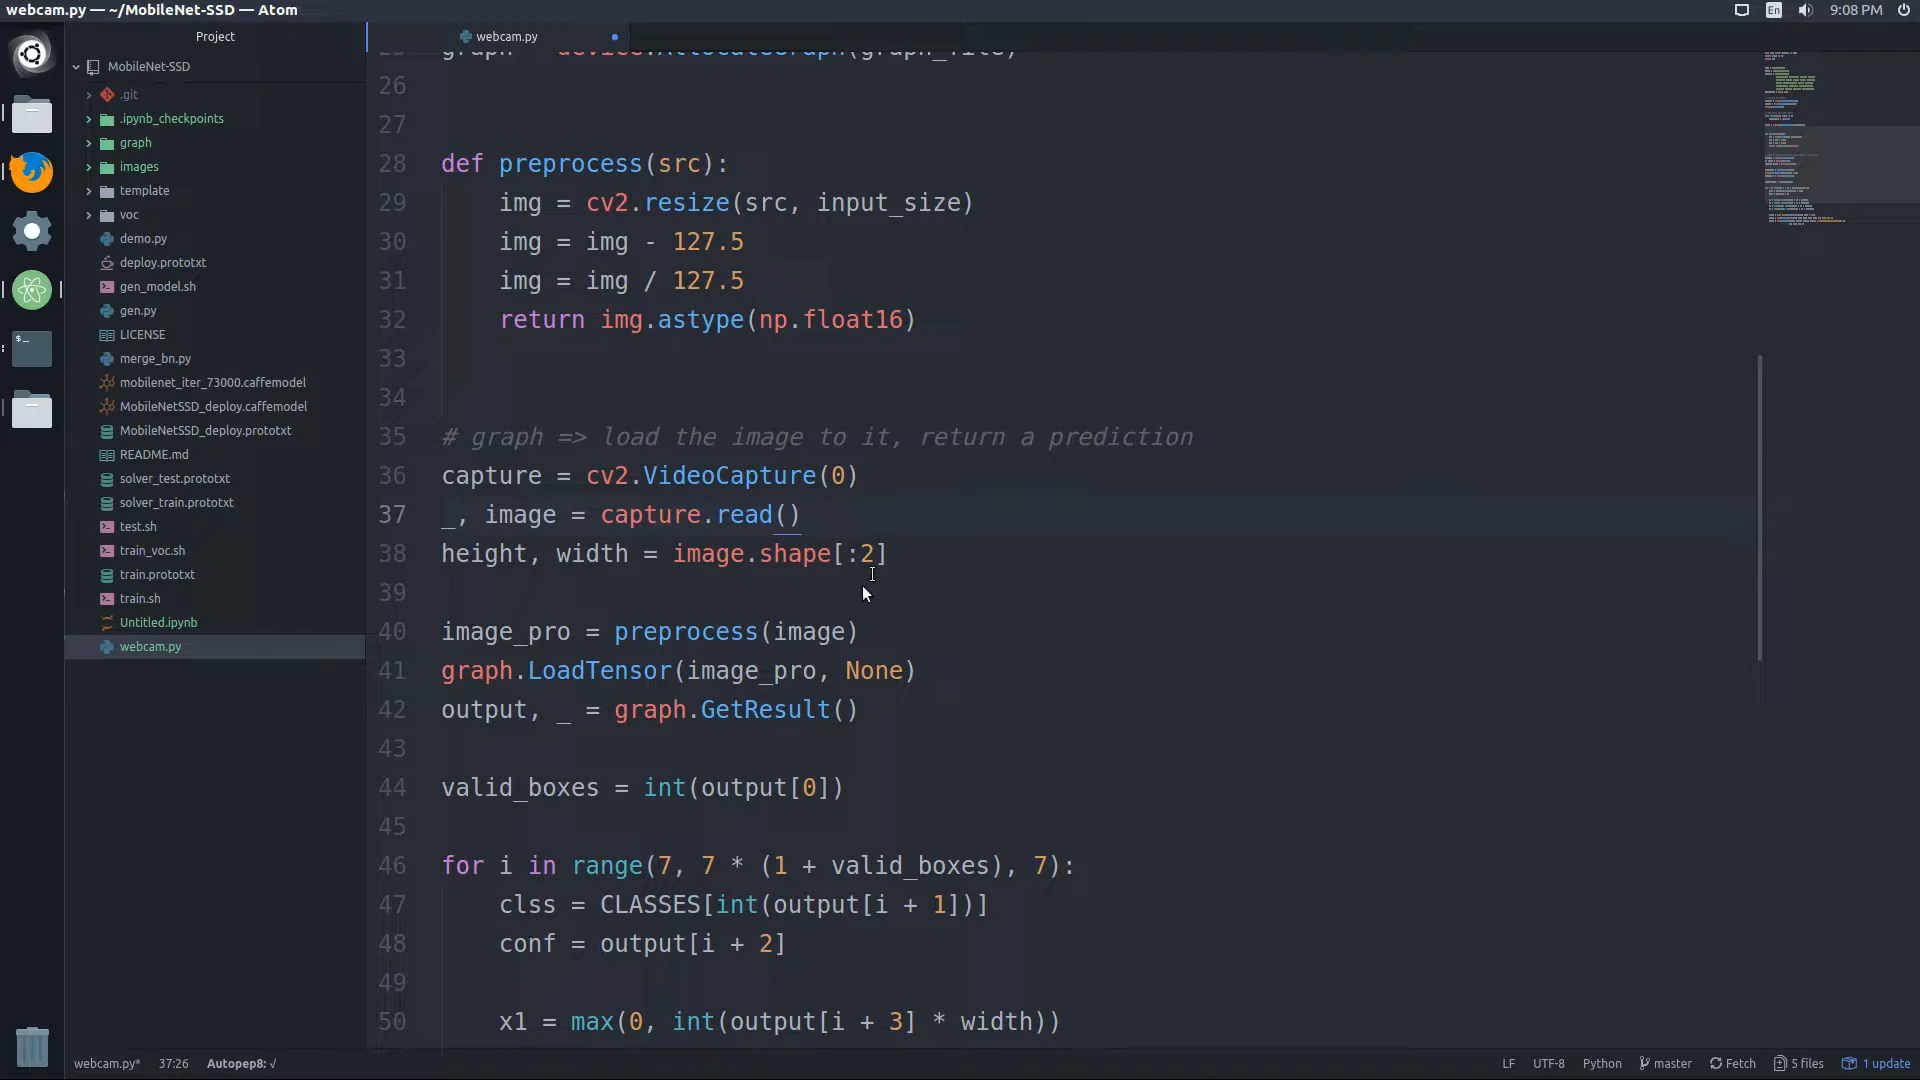 webcam.py — ~/MobileNet-SSD — Atom
En
9:08 PM
Project
webcam.py
MobileNet-SSD
.git
.ipynb_checkpoints
graph
images
template
voc
demo.py
deploy.prototxt
gen_model.sh
gen.py
LICENSE
merge_bn.py
mobilenet_iter_73000.caffemodel
MobileNetSSD_deploy.caffemodel
MobileNetSSD_deploy.prototxt
README.md
solver_test.prototxt
solver_train.prototxt
test.sh
train_voc.sh
train.prototxt
train.sh
Untitled.ipynb
webcam.py
25 graph = device.AllocateGraph(graph_file)
26
27
28 def preprocess(src):
29 img = cv2.resize(src, input_size)
30 img = img - 127.5
31 img = img / 127.5
32 return img.astype(np.float16)
33
34
35 # graph => load the image to it, return a prediction
36 capture = cv2.VideoCapture(0)
37 _, image = capture.read()
38 height, width = image.shape[:2]
39
40 image_pro = preprocess(image)
41 graph.LoadTensor(image_pro, None)
42 output, _ = graph.GetResult()
43
44 valid_boxes = int(output[0])
45
46 for i in range(7, 7 * (1 + valid_boxes), 7):
47 clss = CLASSES[int(output[i + 1])]
48 conf = output[i + 2]
49
50 x1 = max(0, int(output[i + 3] * width))
webcam.py* 37:26 Autopep8: √
LF UTF-8 Python master Fetch 5 files 1 update